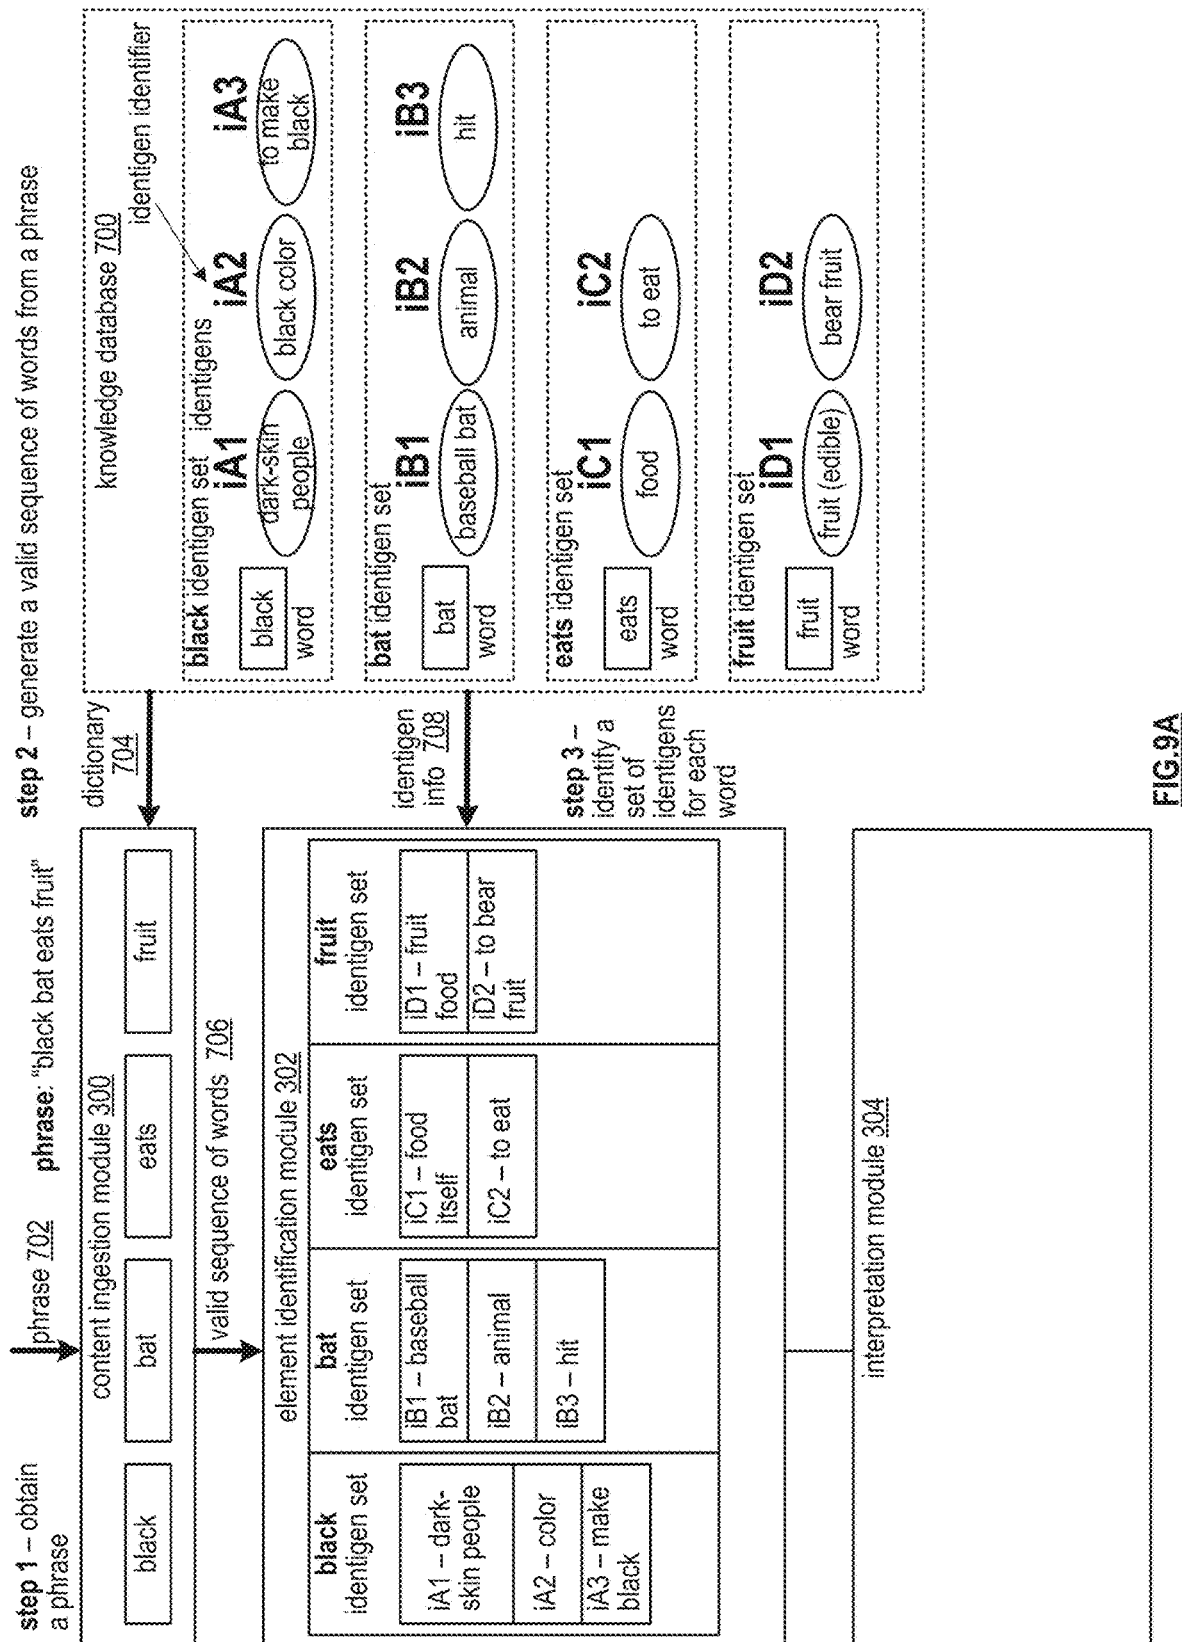 step 1 – obtain
a phrase
phrase 702
phrase: “black bat eats fruit”
step 2 – generate a valid sequence of words from a phrase
content ingestion module 300
black
bat
eats
fruit
dictionary
704
valid sequence of words 706
element identification module 302
black
identigen set
iA1 – dark-
skin people
iA2 – color
iA3 – make
black
bat
identigen set
iB1 – baseball
bat
iB2 – animal
iB3 – hit
eats
identigen set
iC1 – food
itself
iC2 – to eat
fruit
identigen set
iD1 – fruit
food
iD2 – to bear
fruit
identigen
info 708
step 3 –
identify a
set of
identigens
for each
word
interpretation module 304
knowledge database 700
identigen identifier
black identigen set
identigens
black
word
iA1
dark-skin
people
iA2
black color
iA3
to make
black
bat identigen set
bat
word
iB1
baseball bat
iB2
animal
iB3
hit
eats identigen set
eats
word
iC1
food
iC2
to eat
fruit identigen set
fruit
word
iD1
fruit (edible)
iD2
bear fruit
FIG.9A